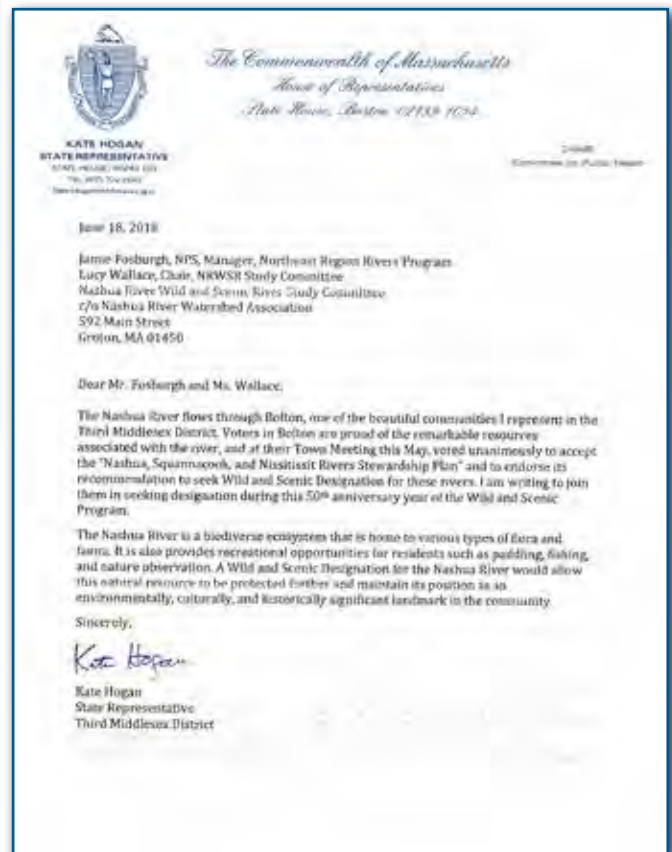 The Commonwealth of Massachusetts
House of Representatives
State House, Boston 02133-1054
KATE HOGAN
STATE REPRESENTATIVE
Committee on Public Health
June 18, 2018
Jamie Fosburgh, NPS, Manager, Northeast Region Rivers Program
Lucy Wallace, Chair, NRWSR Study Committee
Nashua River Wild and Scenic River Study Committee
c/o Nashua River Watershed Association
592 Main Street
Groton, MA 01450
Dear Mr. Fosburgh and Ms. Wallace,
The Nashua River flows through Bolton, one of the beautiful communities I represent in the
Third Middlesex District. Voters in Bolton are proud of the remarkable resources
associated with the river, and at their Town Meeting this May, voted unanimously to accept
the "Nashua, Squannacook, and Nissitissit Rivers Stewardship Plan" and to endorse its
recommendation to seek Wild and Scenic Designation for these rivers. I am writing to join
them in seeking designation during this 50th anniversary year of the Wild and Scenic
Program.
The Nashua River is a biodiverse ecosystem that is home to various types of flora and
fauna. It is also provides recreational opportunities for residents such as paddling, fishing,
and nature observation. A Wild and Scenic Designation for the Nashua River would allow
this natural resource to be protected further and maintain its position as an
environmentally, culturally, and historically significant landmark in the community.
Sincerely,
Kate Hogan
Kate Hogan
State Representative
Third Middlesex District